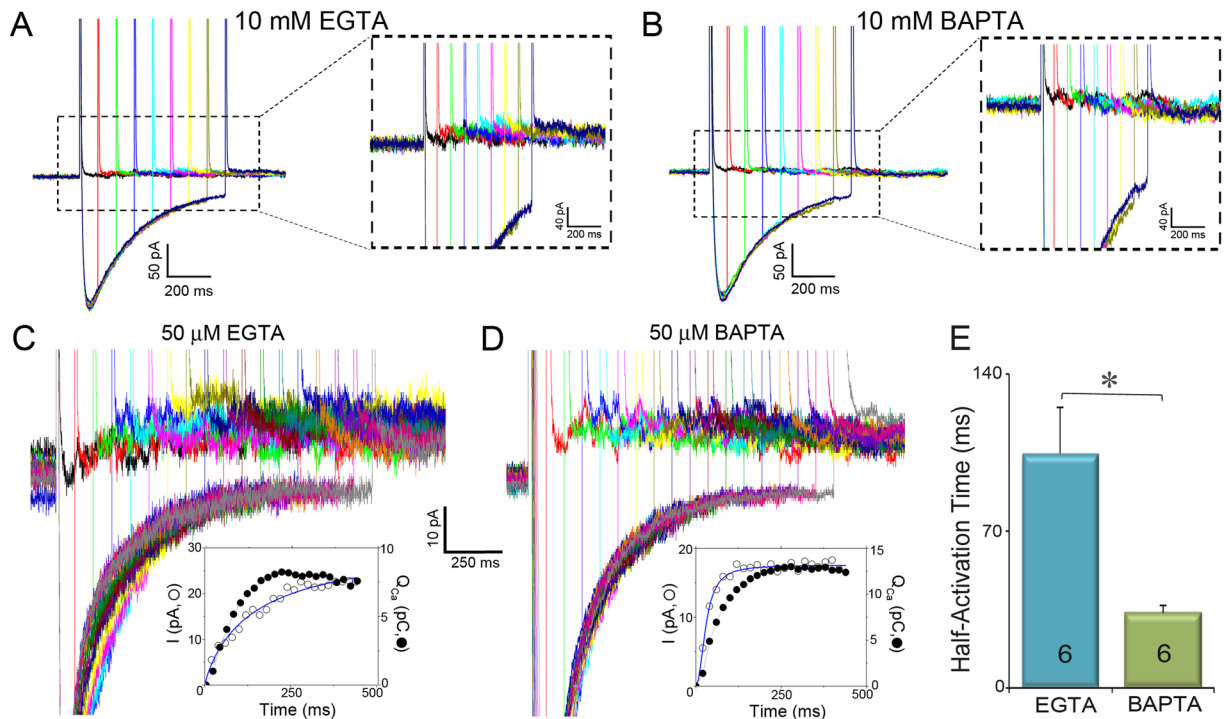 A
10 mM EGTA
50 pA
200 ms
40 pA
200 ms
B
10 mM BAPTA
50 pA
200 ms
40 pA
200 ms
C
50 μM EGTA
30
20
10
0
10
5
0
I (pA, O)
QCa (pC,●)
0
250
500
Time (ms)
10 pA
250 ms
D
50 μM BAPTA
20
10
0
15
10
5
0
I (pA, O)
QCa (pC,●)
0
250
500
Time (ms)
E
140
70
0
Half-Activation Time (ms)
*
6
6
EGTA
BAPTA